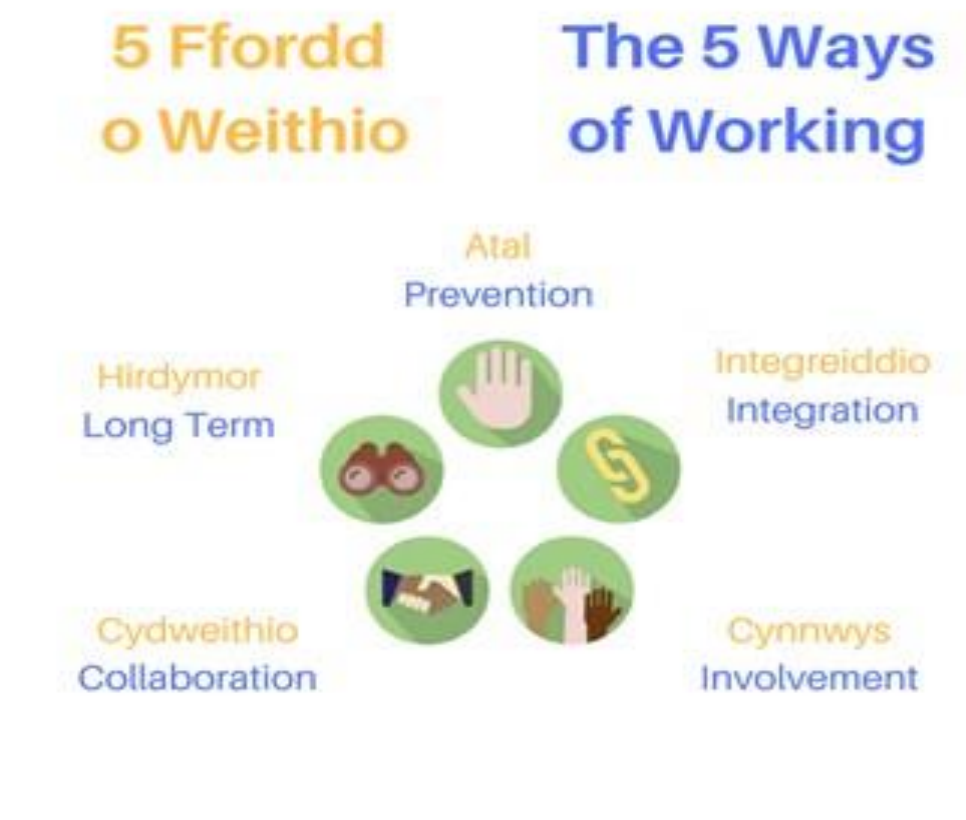 5 Ffordd
o Weithio
The 5 Ways
of Working
Atal
Prevention
Hirdymor
Long Term
Integreiddio
Integration
Cydweithio
Collaboration
Cynnwys
Involvement